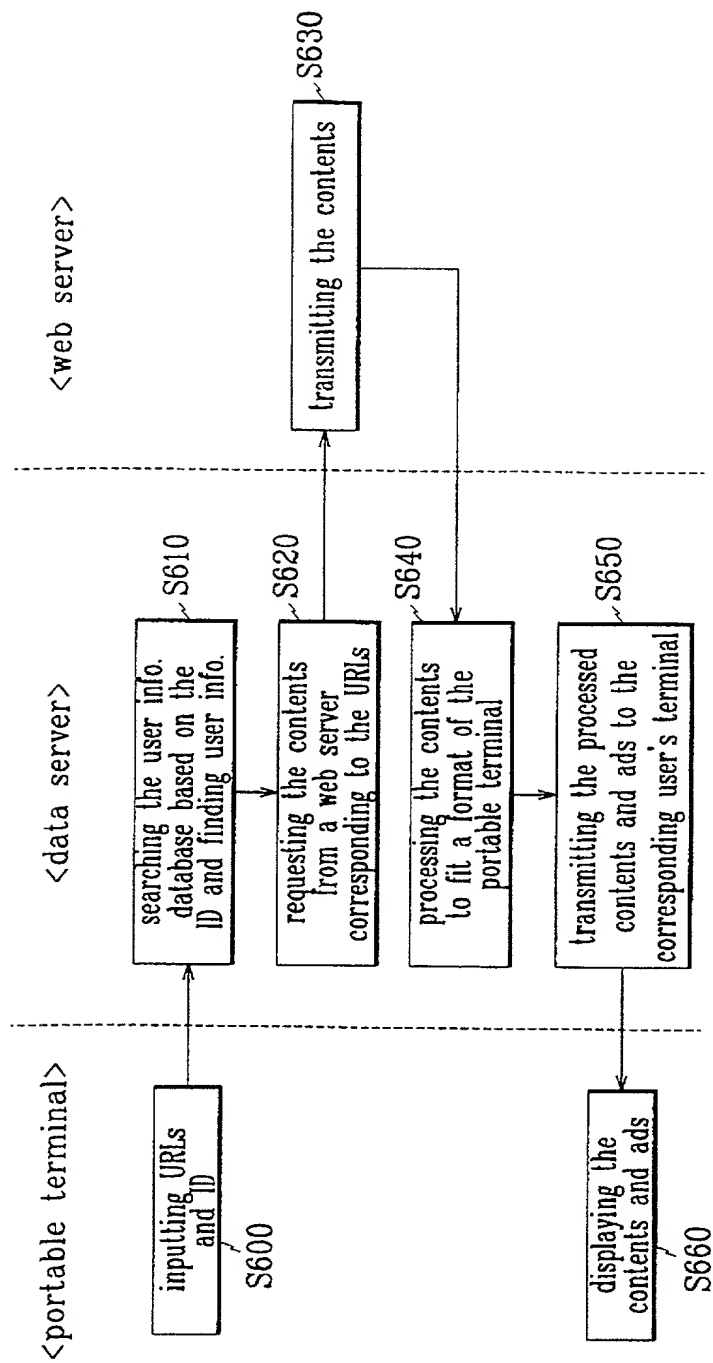 <portable terminal>
<data server>
<web server>
inputting URLs
and ID
S600
searching the user info.
database based on the
ID and finding user info.
S610
requesting the contents
from a web server
corresponding to the URLs
S620
transmitting the contents
S630
processing the contents
to fit a format of the
portable terminal
S640
transmitting the processed
contents and ads to the
corresponding user's terminal
S650
displaying the
contents and ads
S660